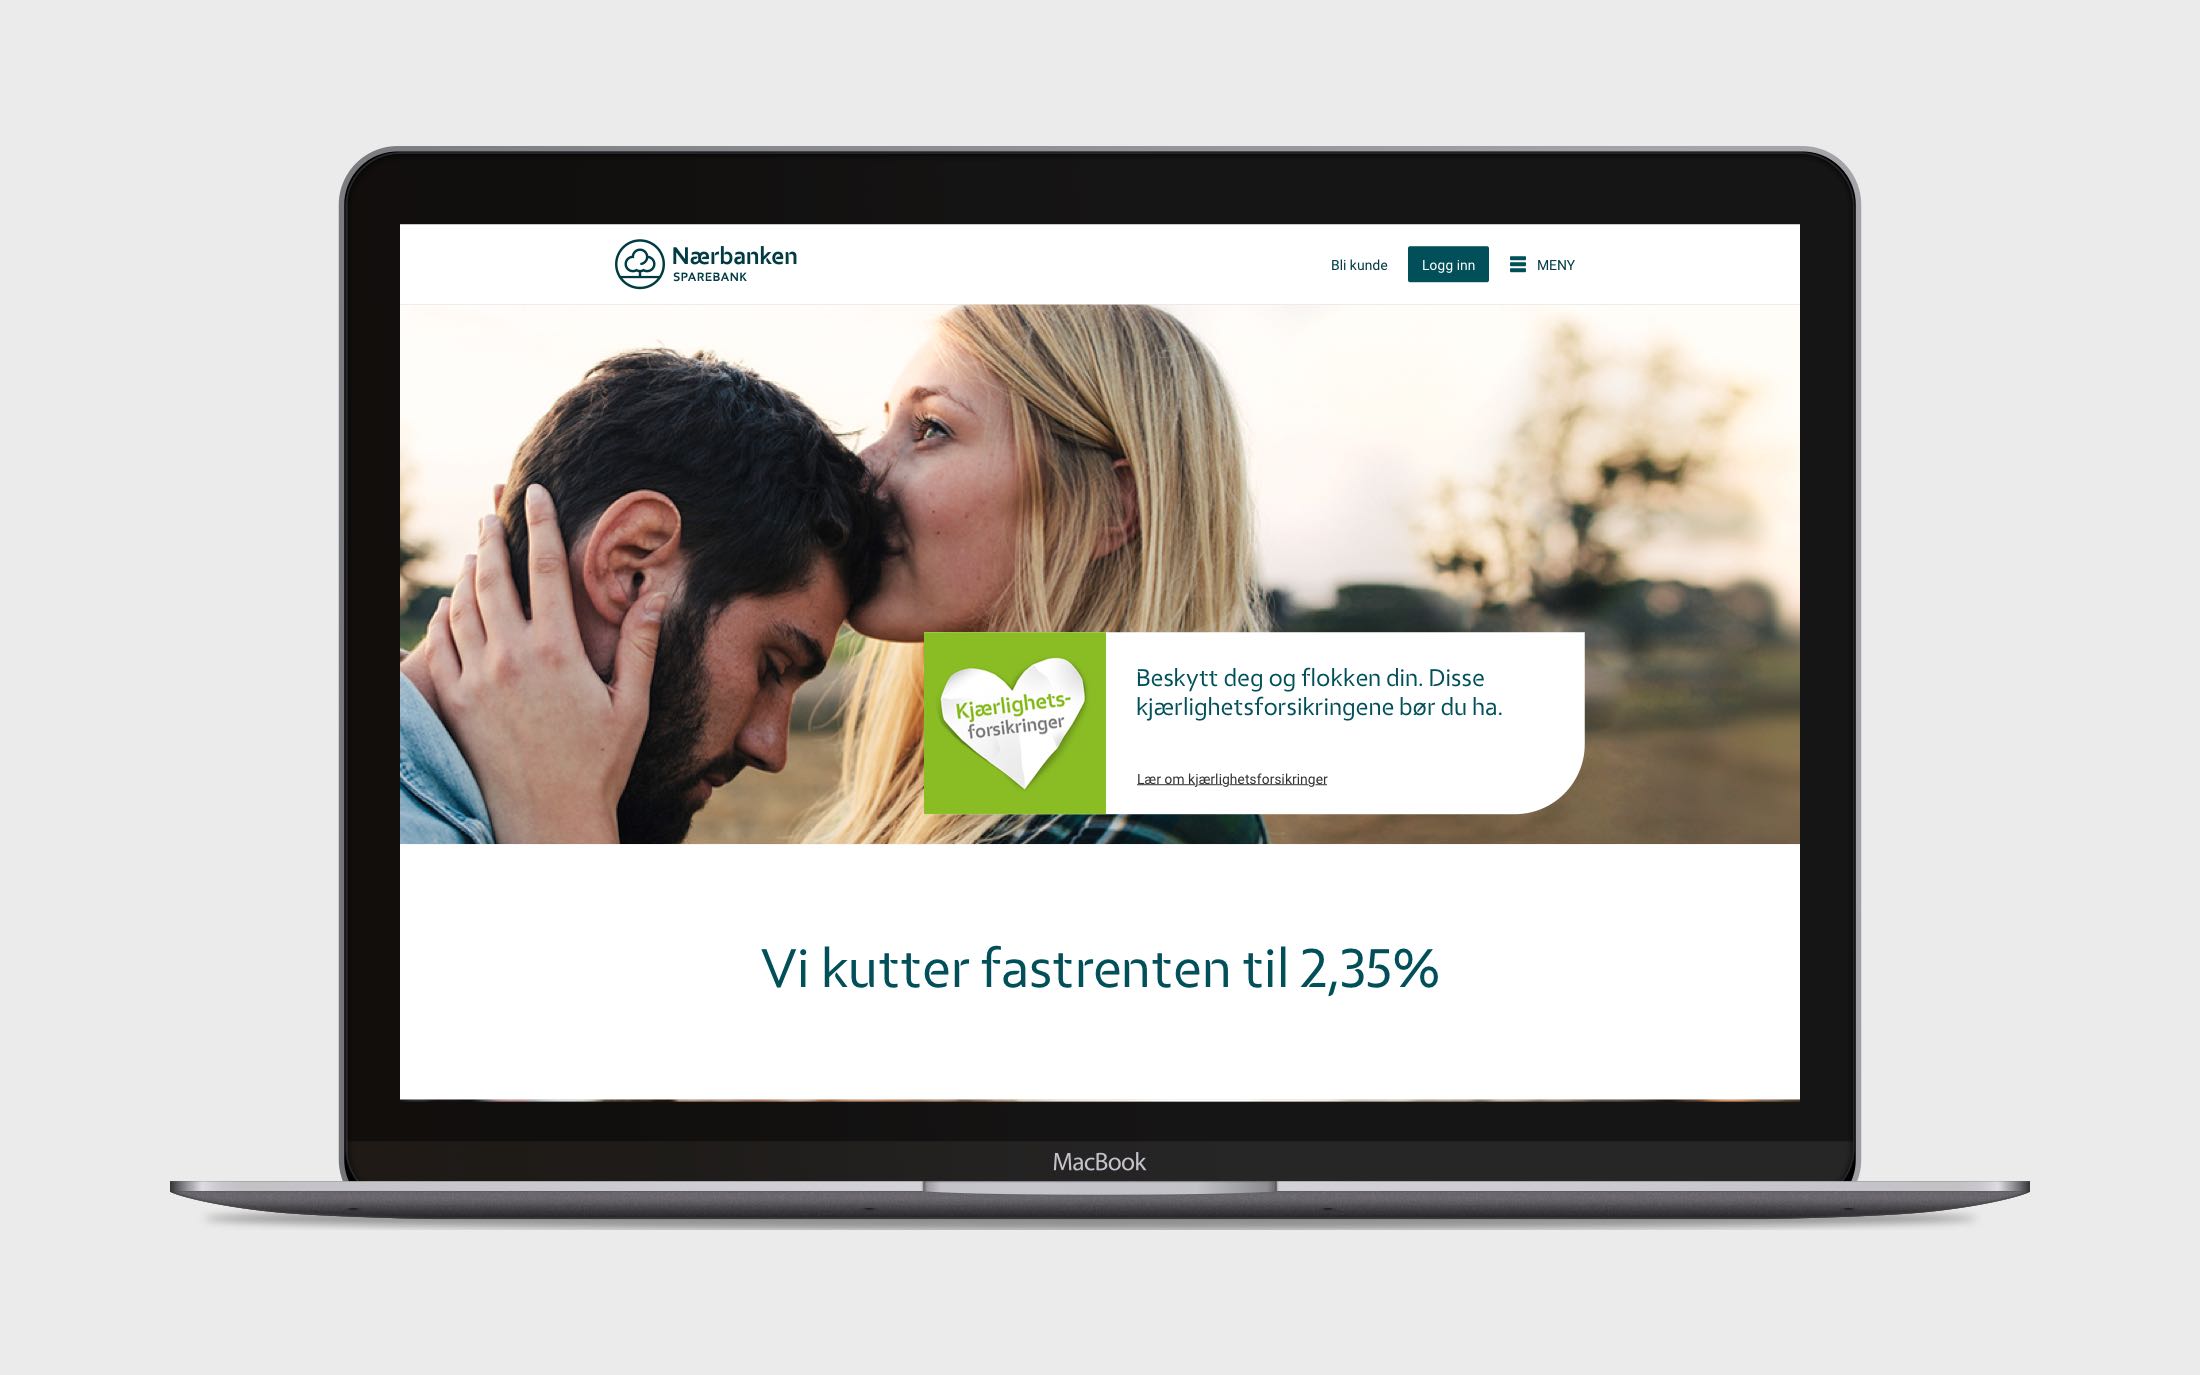 Nærbanken
SPAREBANK
Bli kunde
Logg inn
MENY
Kjærlighets-
forsikringer
Beskytt deg og flokken din. Disse
kjærlighetsforsikringene bør du ha.
Lær om kjærlighetsforsikringer
Vi kutter fastrenten til 2,35%
MacBook